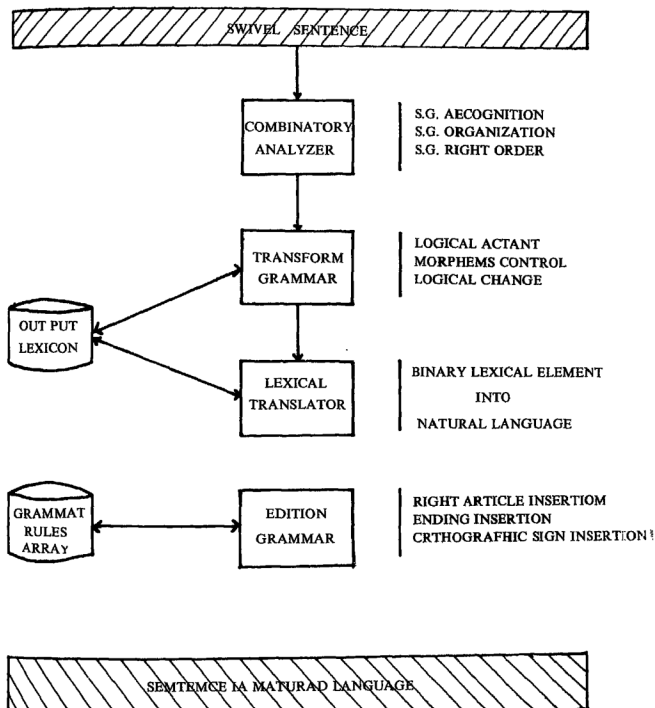 SWIVEL SENTENCE
COMBINATORY
ANALYZER
S.G. AECOGNITION
S.G. ORGANIZATION
S.G. RIGHT ORDER
TRANSFORM
GRAMMAR
LOGICAL ACTANT
MORPHEMS CONTROL
LOGICAL CHANGE
OUT PUT
LEXICON
LEXICAL
TRANSLATOR
BINARY LEXICAL ELEMENT
INTO
NATURAL LANGUAGE
GRAMMAT
RULES
ARRAY
EDITION
GRAMMAR
RIGHT ARTICLE INSERTIOM
ENDING INSERTION
CRTHOGRAFHIC SIGN INSERTION
SEMTEMCE IA MATURAD LANGUAGE